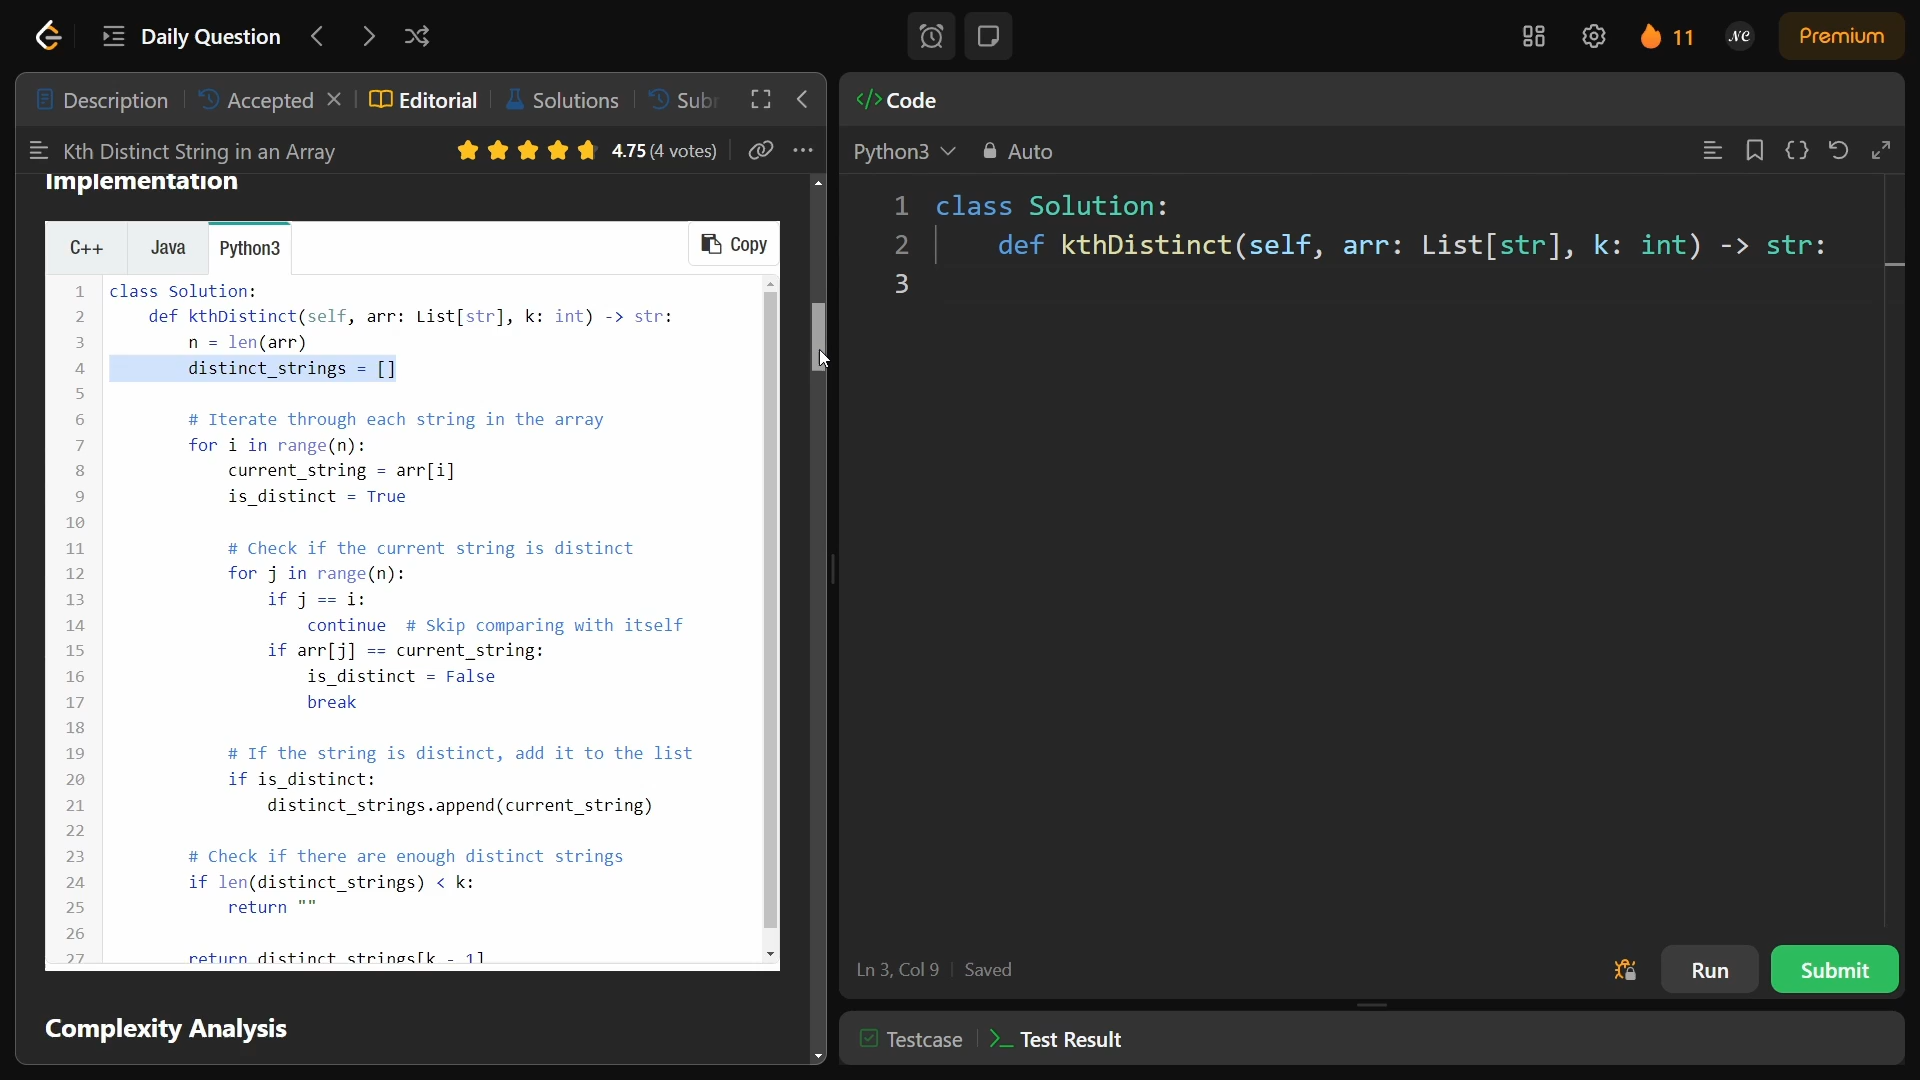 Daily Question
11
NC
Premium
Description
Accepted
Editorial
Solutions
Subr
Kth Distinct String in an Array
4.75 (4 votes)
Implementation
C++
Java
Python3
Copy
1 class Solution:
2 def kthDistinct(self, arr: List[str], k: int) -> str:
3 n = len(arr)
4 distinct_strings = []
5
6 # Iterate through each string in the array
7 for i in range(n):
8 current_string = arr[i]
9 is_distinct = True
10
11 # Check if the current string is distinct
12 for j in range(n):
13 if j == i:
14 continue # Skip comparing with itself
15 if arr[j] == current_string:
16 is_distinct = False
17 break
18
19 # If the string is distinct, add it to the list
20 if is_distinct:
21 distinct_strings.append(current_string)
22
23 # Check if there are enough distinct strings
24 if len(distinct_strings) < k:
25 return ""
26
27 return distinct_strings[k - 1]
Complexity Analysis
</> Code
Python3
Auto
1 class Solution:
2 def kthDistinct(self, arr: List[str], k: int) -> str:
3
Ln 3, Col 9
Saved
Run
Submit
Testcase
Test Result